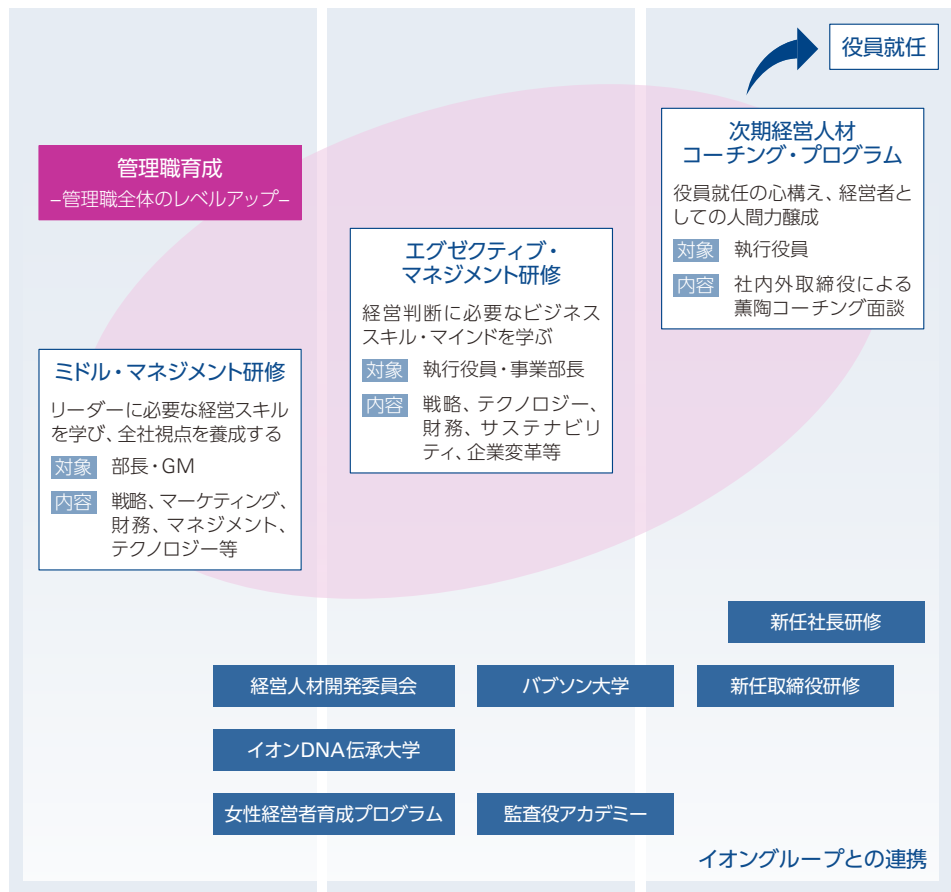 役員就任
次期経営人材
コーチング・プログラム
役員就任の心構え、経営者と
しての人間力醸成
対象 執行役員
内容 社内外取締役による
薫陶コーチング面談
管理職育成
–管理職全体のレベルアップ–
エグゼクティブ・
マネジメント研修
経営判断に必要なビジネス
スキル・マインドを学ぶ
対象 執行役員・事業部長
内容 戦略、テクノロジー、
財務、サステナビリ
ティ、企業変革等
ミドル・マネジメント研修
リーダーに必要な経営スキル
を学び、全社視点を養成する
対象 部長・GM
内容 戦略、マーケティング、
財務、マネジメント、
テクノロジー等
新任社長研修
経営人材開発委員会
バブソン大学
新任取締役研修
イオンDNA伝承大学
女性経営者育成プログラム
監査役アカデミー
イオングループとの連携